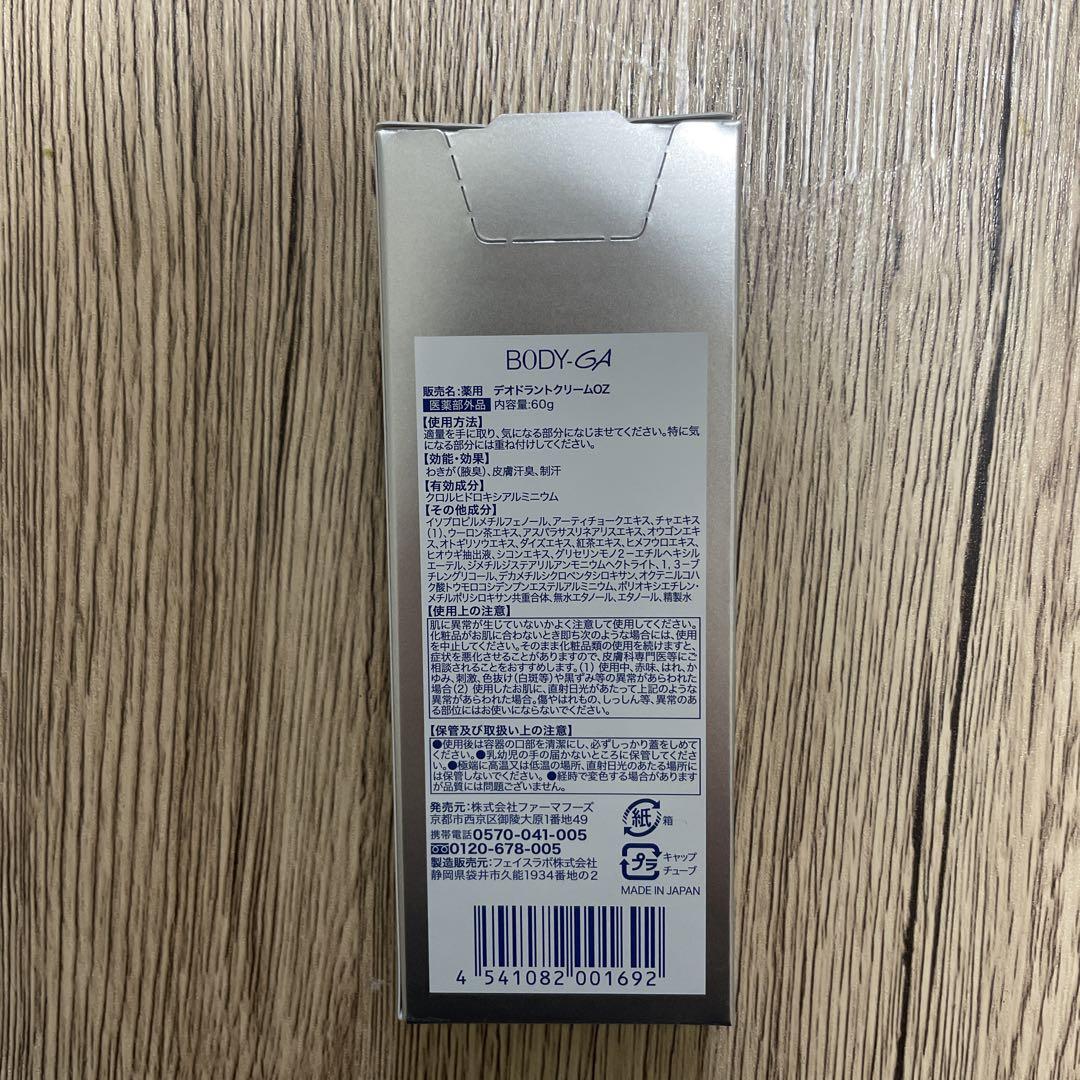 BODY-GA
販売名:薬用 デオドラントクリームOZ
医薬部外品 内容量:60g
【使用方法】
適量を手に取り、気になる部分になじませてください。特に気
になる部分には重ね付けしてください。
【効能・効果】
わきが(腋臭)、皮膚汗臭、制汗
【有効成分】
クロルヒドロキシアルミニウム
【その他成分】
イソプロピルメチルフェノール、アーティチョークエキス、チャエキス
(1)、ウーロン茶エキス、アスパラサスリネアリスエキス、オウゴンエキ
ス、オトギリソウエキス、ダイズエキス、紅茶エキス、ヒメフウロエキス、
ヒオウギ抽出液、シコンエキス、グリセリンモノ2-エチルヘキシル
エーテル、ジメチルジステアリルアンモニウムヘクトライト、1,3-ブ
チレングリコール、デカメチルシクロペンタシロキサン、オクテニルコハ
ク酸トウモロコシデンプンエステルアルミニウム、ポリオキシエチレン・
メチルポリシロキサン共重合体、無水エタノール、エタノール、精製水
【使用上の注意】
肌に異常が生じていないかよく注意して使用してください。
化粧品がお肌に合わないとき即ち次のような場合には、使用
を中止してください。そのまま化粧品類の使用を続けますと、
症状を悪化させることがありますので、皮膚科専門医等にご
相談されることをおすすめします。(1) 使用中、赤味、はれ、か
ゆみ、刺激、色抜け(白斑等)や黒ずみ等の異常があらわれた
場合(2) 使用したお肌に、直射日光があたって上記のような
異常があらわれた場合。傷やはれもの、しっしん等、異常のあ
る部位にはお使いにならないでください。
【保管及び取扱い上の注意】
●使用後は容器の口部を清潔にし、必ずしっかり蓋をしめて
ください。●乳幼児の手の届かないところに保管してくださ
い。●極端に高温又は低温の場所、直射日光のあたる場所に
は保管しないでください。●経時で変色する場合があります
が品質には問題ございません。
発売元:株式会社ファーマフーズ
京都市西京区御陵大原1番地49
携帯電話0570-041-005
0120-678-005
製造販売元:フェイスラボ株式会社
静岡県袋井市久能1934番地の2
紙 箱
プラ キャップ
チューブ
MADE IN JAPAN
4 541082 001692